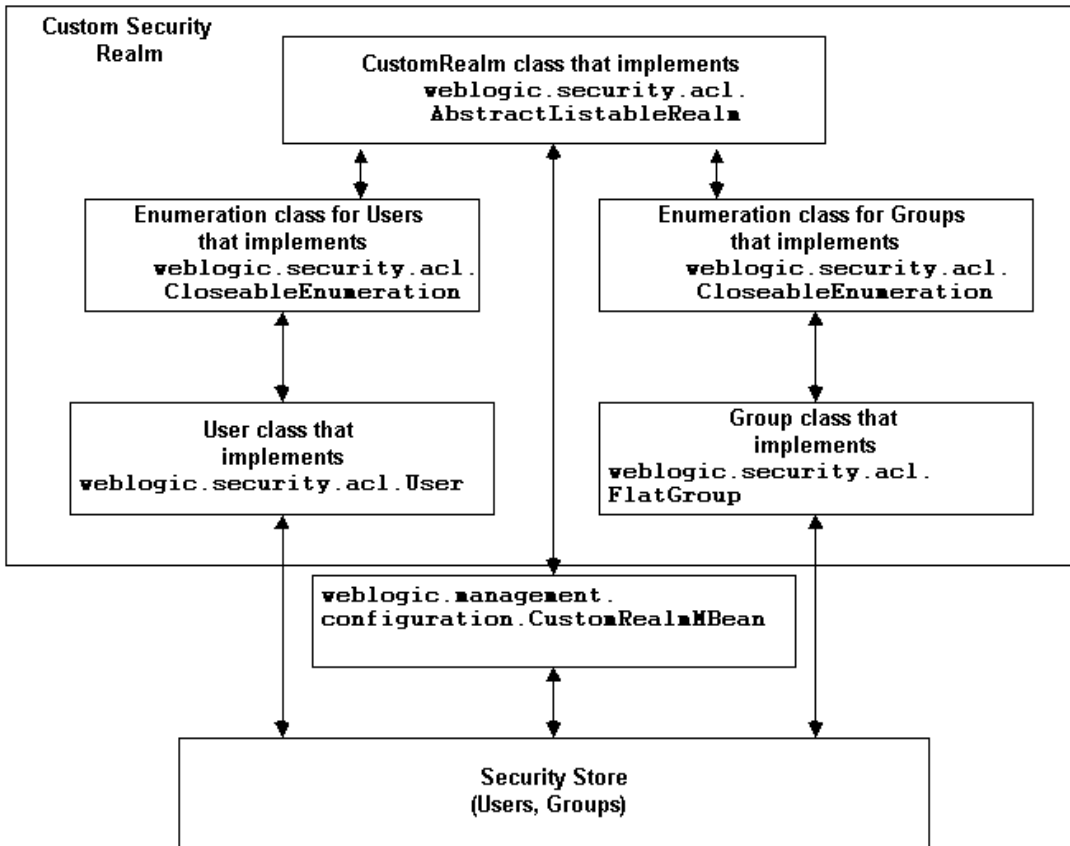 Custom Security
Realm
CustomRealm class that implements
weblogic.security.acl.
AbstractListableRealm
Enumeration class for Users
that implements
weblogic.security.acl.
CloseableEnumeration
Enumeration class for Groups
that implements
weblogic.security.acl.
CloseableEnumeration
User class that
implements
weblogic.security.acl.User
Group class that
implements
weblogic.security.acl.
FlatGroup
weblogic.management.
configuration.CustomRealmMBean
Security Store
(Users, Groups)